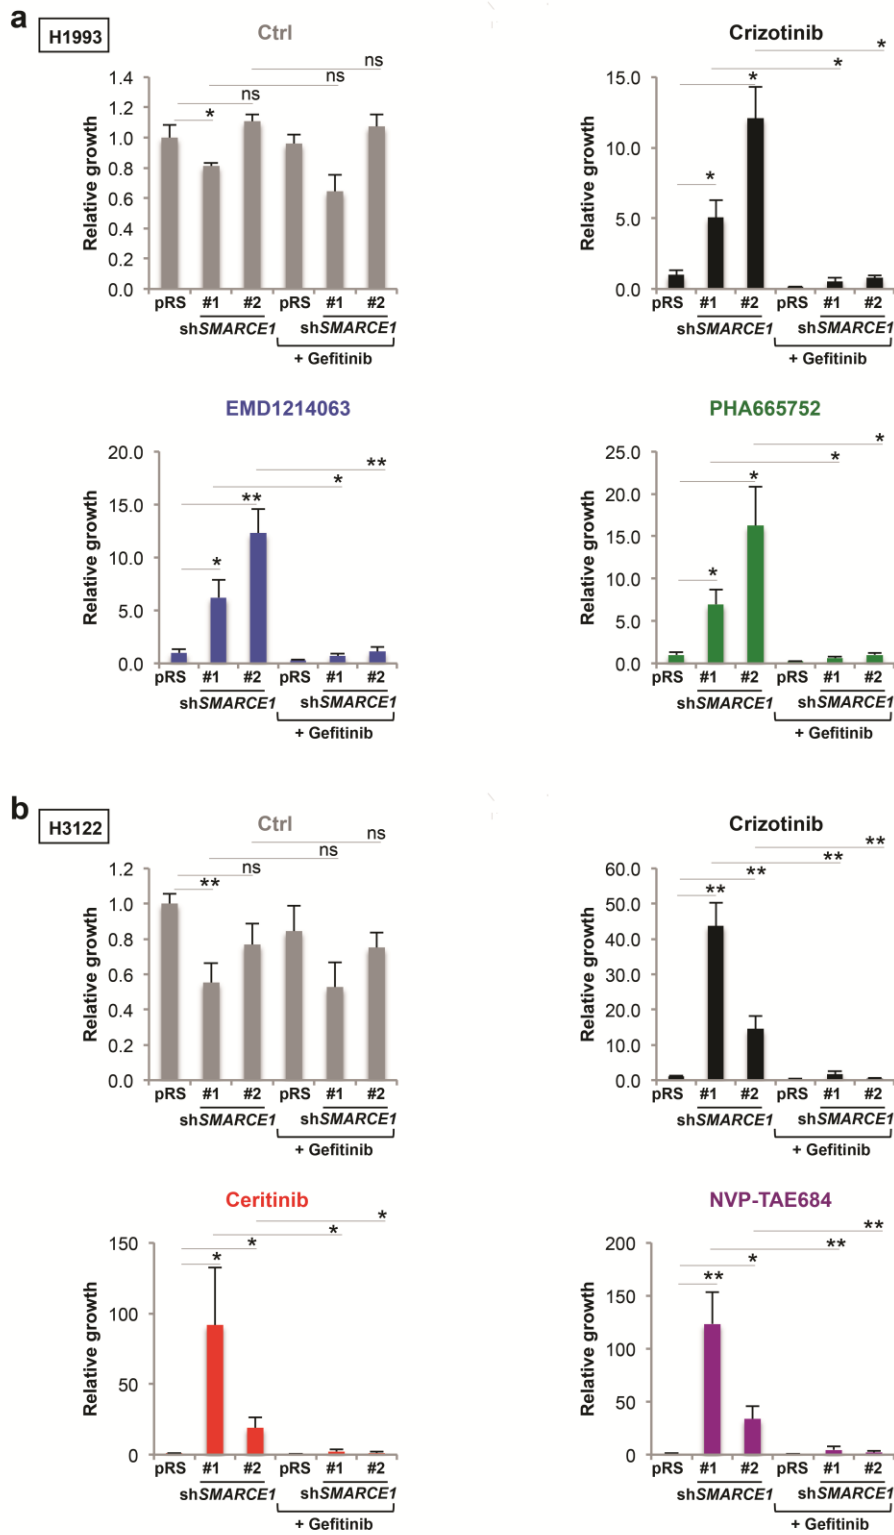 a
H1993
Ctrl
Crizotinib
Relative growth
1.4
1.2
1.0
0.8
0.6
0.4
0.2
0.0
*
ns
ns
ns
pRS #1 #2 pRS #1 #2
shSMARCE1
+ Gefitinib
Relative growth
15.0
10.0
5.0
0.0
*
*
*
*
pRS #1 #2 pRS #1 #2
shSMARCE1
+ Gefitinib
EMD1214063
PHA665752
Relative growth
20.0
15.0
10.0
5.0
0.0
*
**
*
**
pRS #1 #2 pRS #1 #2
shSMARCE1
+ Gefitinib
Relative growth
25.0
20.0
15.0
10.0
5.0
0.0
*
*
*
*
pRS #1 #2 pRS #1 #2
shSMARCE1
+ Gefitinib
b
H3122
Ctrl
Crizotinib
Relative growth
1.2
1.0
0.8
0.6
0.4
0.2
0.0
**
ns
ns
ns
pRS #1 #2 pRS #1 #2
shSMARCE1
+ Gefitinib
Relative growth
60.0
50.0
40.0
30.0
20.0
10.0
0.0
**
**
**
**
pRS #1 #2 pRS #1 #2
shSMARCE1
+ Gefitinib
Ceritinib
NVP-TAE684
Relative growth
150
100
50
0
*
*
*
*
pRS #1 #2 pRS #1 #2
shSMARCE1
+ Gefitinib
Relative growth
200
150
100
50
0
**
*
**
**
pRS #1 #2 pRS #1 #2
shSMARCE1
+ Gefitinib